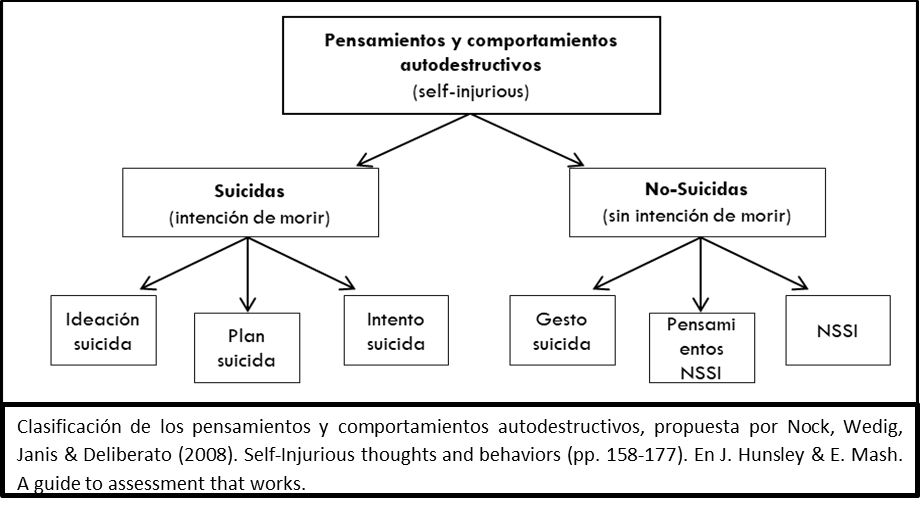 Pensamientos y comportamientos
autodestructivos
(self-injurious)
Suicidas
(intención de morir)
No-Suicidas
(sin intención de morir)
Ideación
suicida
Plan
suicida
Intento
suicida
Gesto
suicida
Pensami
entos
NSSI
NSSI
Clasificación de los pensamientos y comportamientos autodestructivos, propuesta por Nock, Wedig,
Janis & Deliberato (2008). Self-Injurious thoughts and behaviors (pp. 158-177). En J. Hunsley & E. Mash.
A guide to assessment that works.